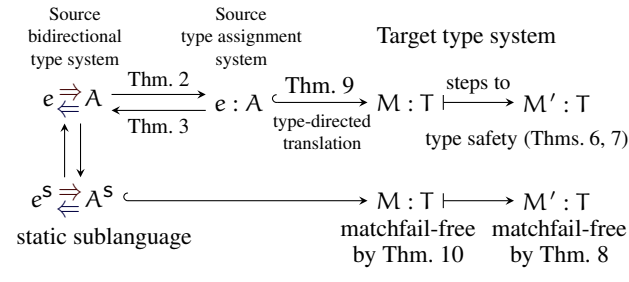 Source
bidirectional
type system
Source
type assignment
system
Target type system
e ⇒⇐ A
Thm. 2
Thm. 3
e : A
Thm. 9
type-directed
translation
M : T
steps to
M′ : T
type safety (Thms. 6, 7)
eˢ ⇒⇐ Aˢ
static sublanguage
M : T
matchfail-free
by Thm. 10
M′ : T
matchfail-free
by Thm. 8